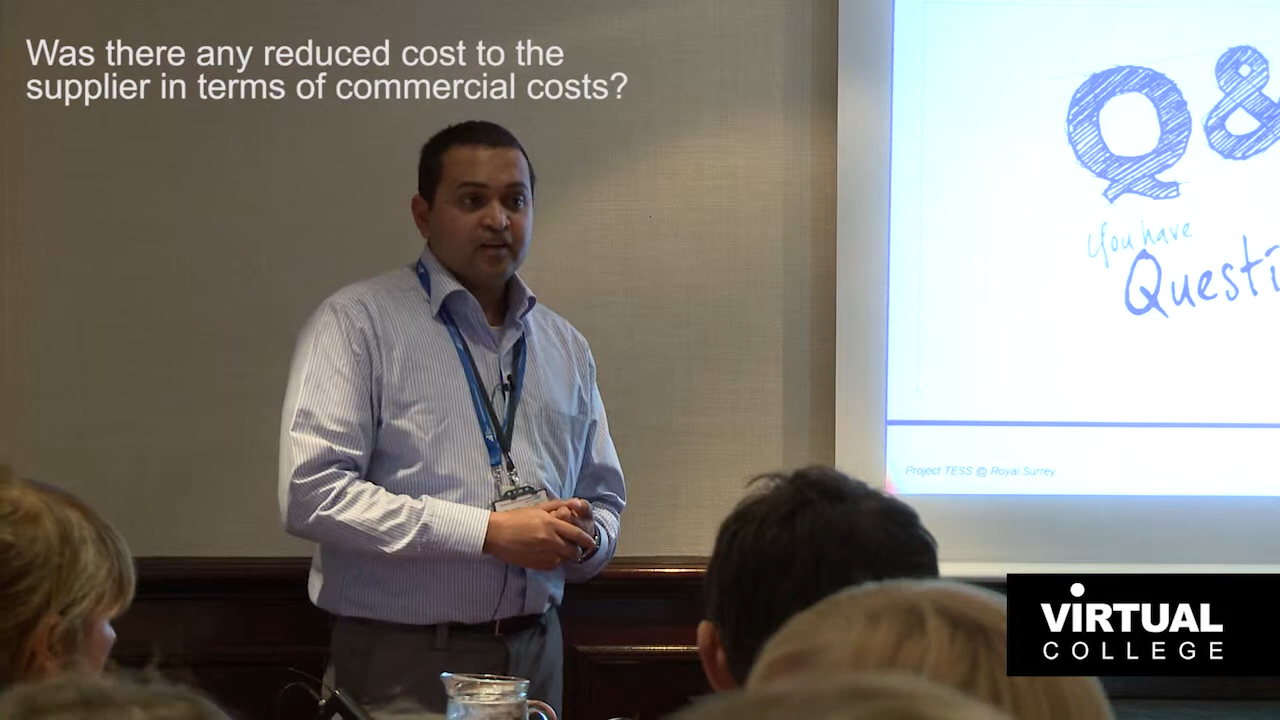 Was there any reduced cost to the
supplier in terms of commercial costs?
Q&
You have
Questi
Project TESS @ Royal Surrey
VIRTUAL
COLLEGE